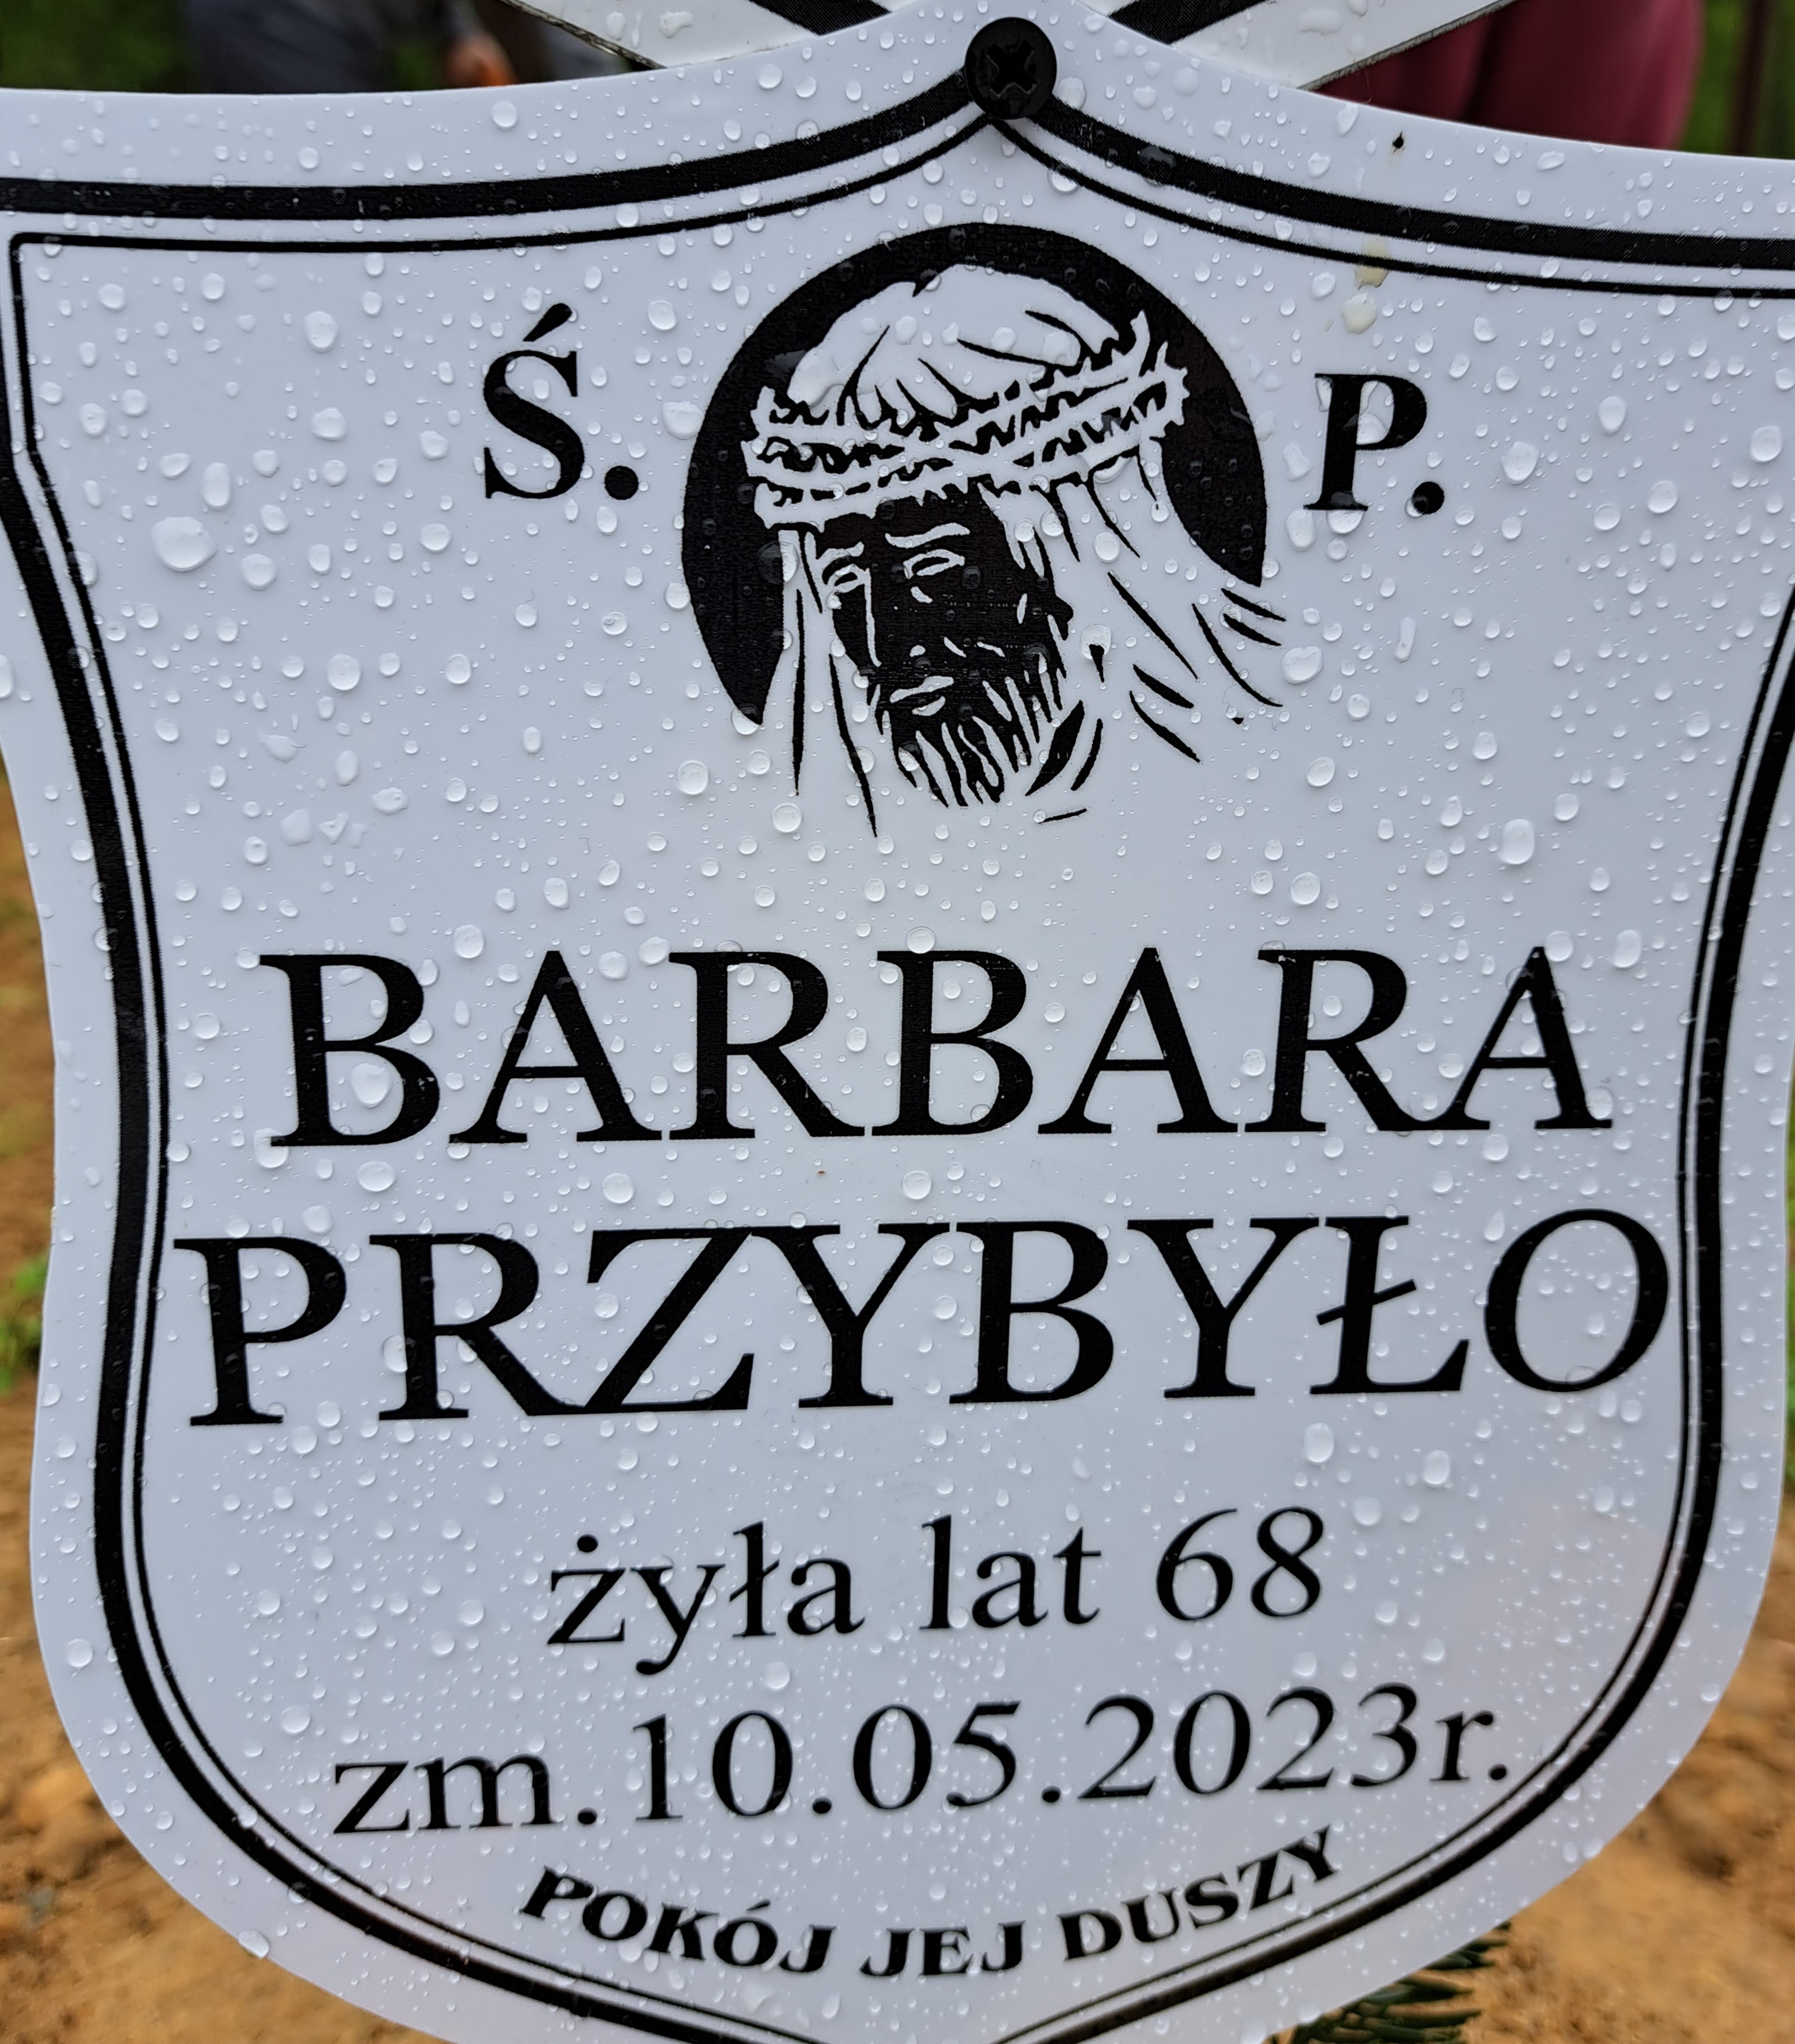 Ś. P.
BARBARA
PRZYBYŁO
żyła lat 68
zm. 10.05.2023r.
POKÓJ JEJ DUSZY